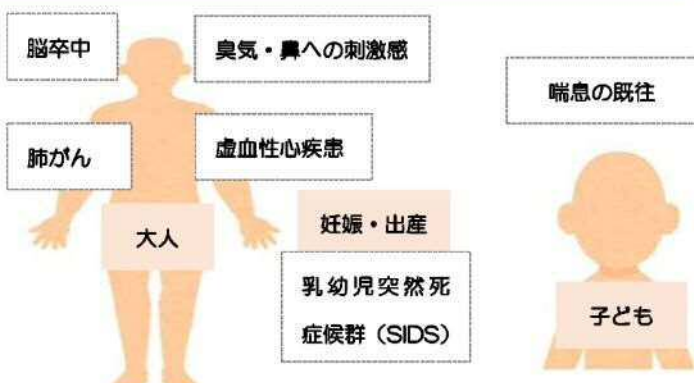 脳卒中
臭気・鼻への刺激感
肺がん
虚血性心疾患
大人
妊娠・出産
乳幼児突然死
症候群（SIDS）
喘息の既往
子ども